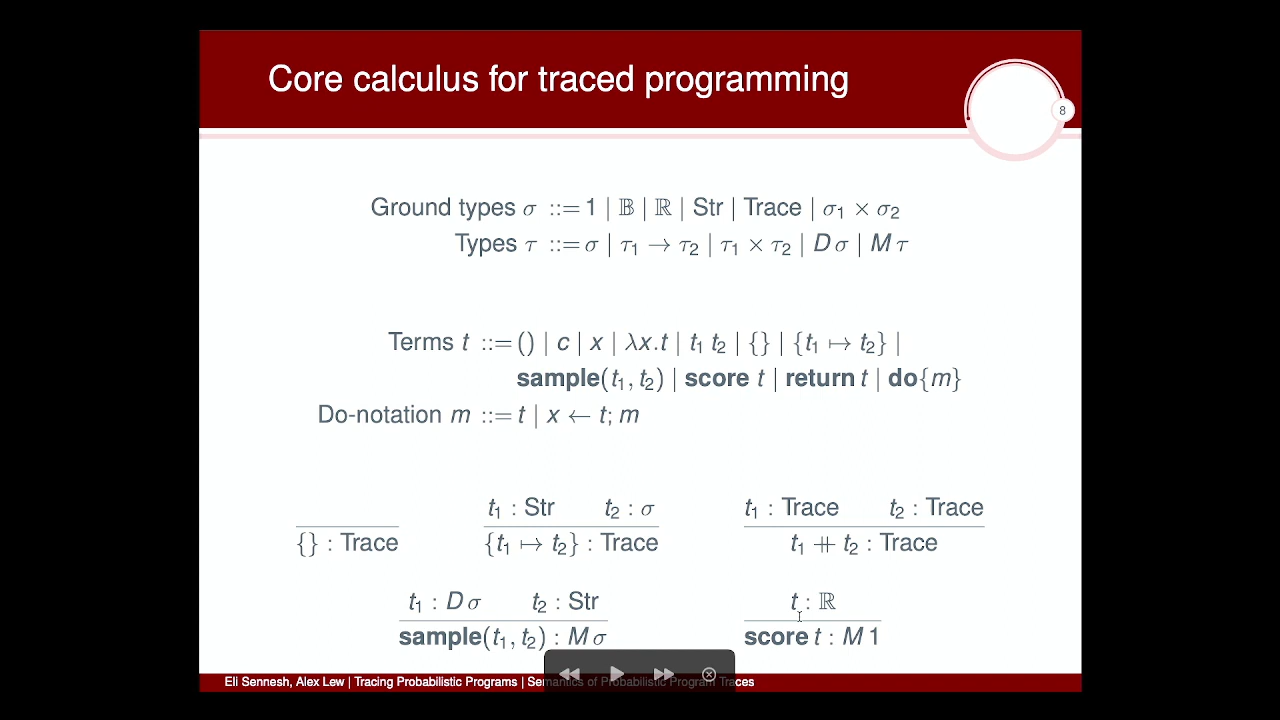 Core calculus for traced programming
8
Ground types σ ::= 1 | 𝔹 | ℝ | Str | Trace | σ₁ × σ₂
Types τ ::= σ | τ₁ → τ₂ | τ₁ × τ₂ | D σ | M τ
Terms t ::= () | c | x | λx.t | t₁ t₂ | {} | {t₁ ↦ t₂} |
sample(t₁, t₂) | score t | return t | do{m}
Do-notation m ::= t | x ← t; m
t₁ : Str t₂ : σ t₁ : Trace t₂ : Trace
{} : Trace {t₁ ↦ t₂} : Trace t₁ ⧺ t₂ : Trace
t₁ : D σ t₂ : Str t : ℝ
sample(t₁, t₂) : M σ score t : M 1
Eli Sennesh, Alex Lew | Tracing Probabilistic Programs | Semantics of Probabilistic Program Traces